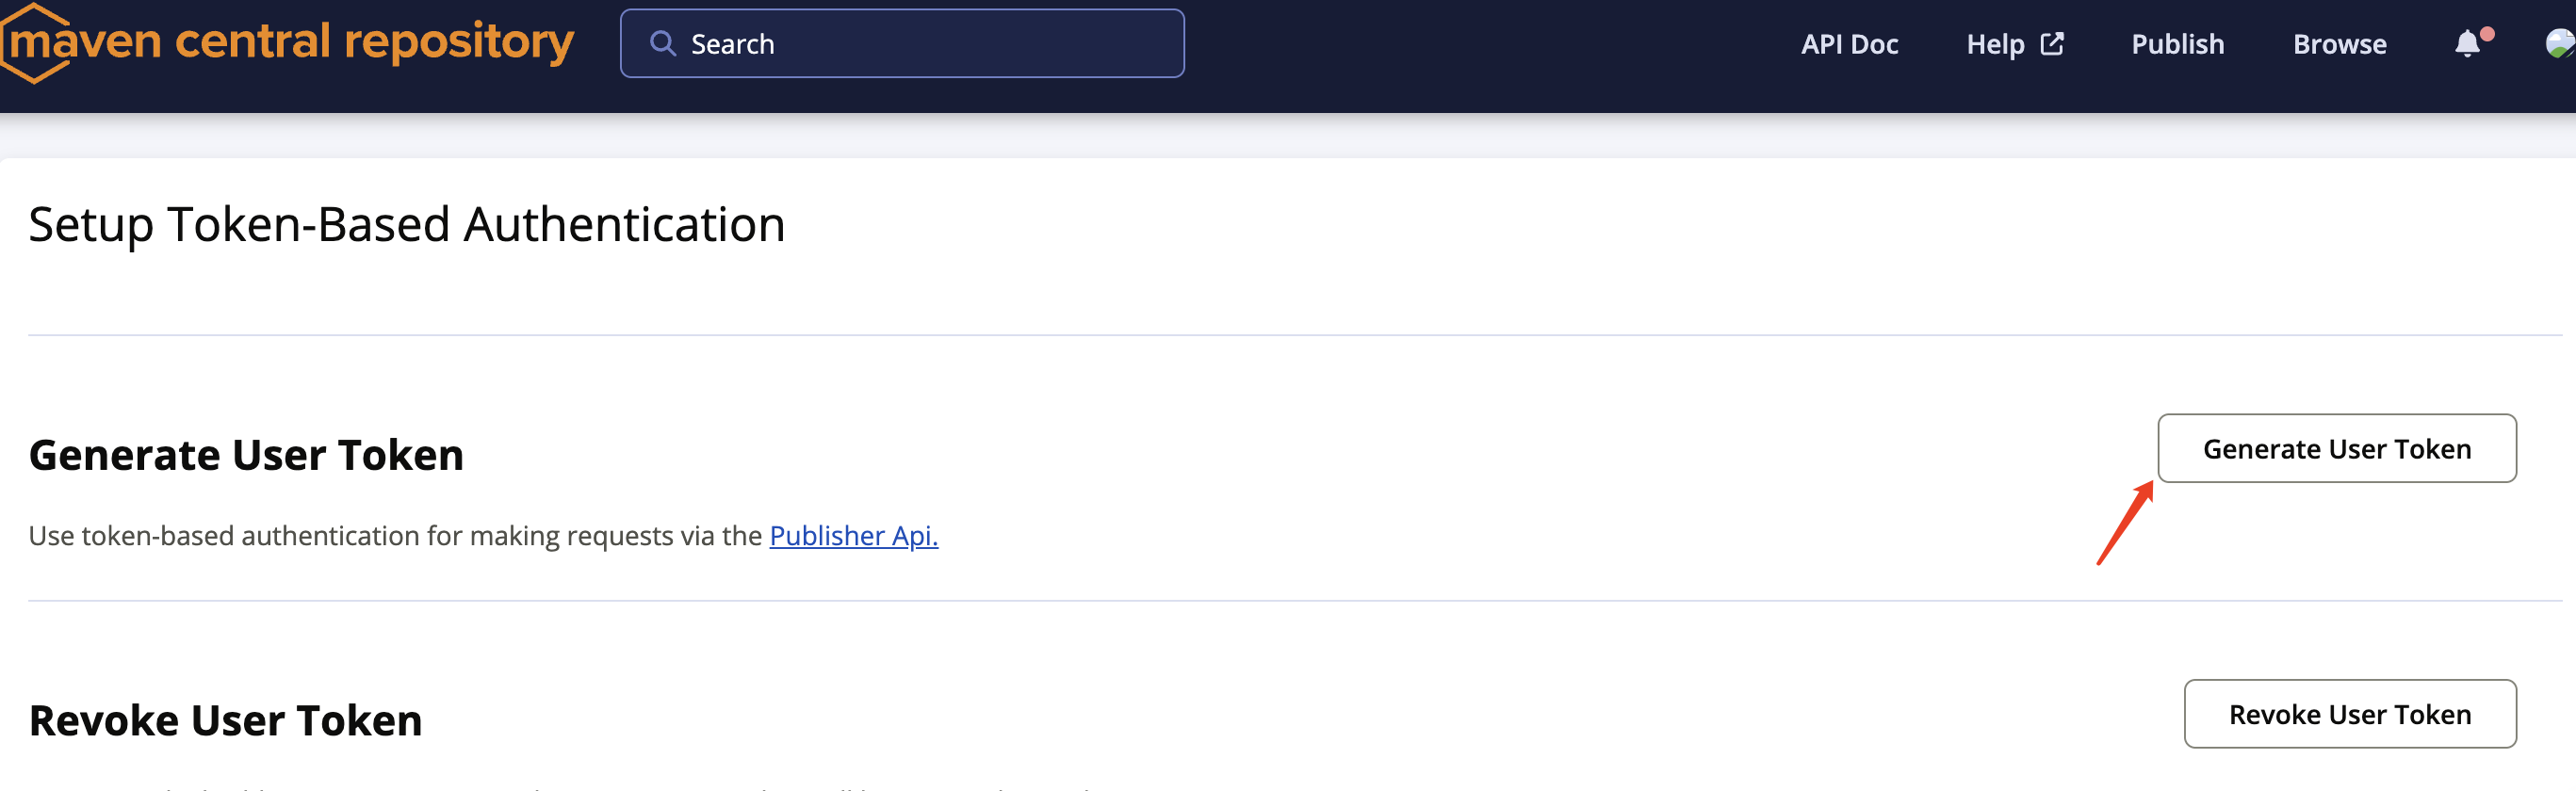 maven central repository
Search
API Doc
Help
Publish
Browse
Setup Token-Based Authentication
Generate User Token
Generate User Token
Use token-based authentication for making requests via the Publisher Api.
Revoke User Token
Revoke User Token